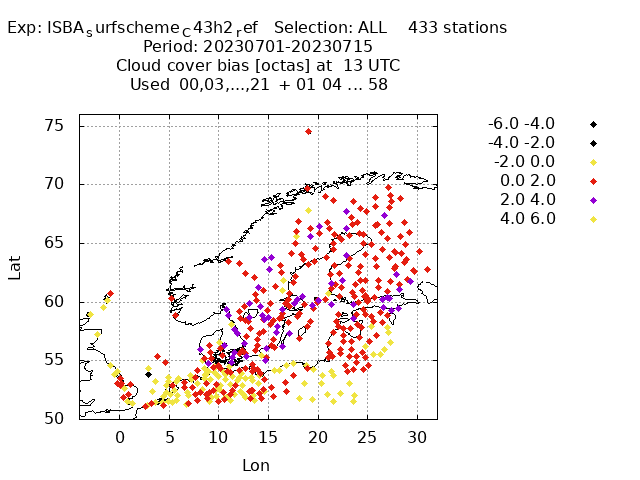 Exp: ISBA_surfscheme_C43h2_ref   Selection: ALL    433 stations
Period: 20230701-20230715
Cloud cover bias [octas] at  13 UTC
Used  00,03,...,21  + 01 04 ... 58
-6.0 -4.0
-4.0 -2.0
-2.0 0.0
0.0 2.0
2.0 4.0
4.0 6.0
75
70
65
60
55
50
Lat
0 5 10 15 20 25 30
Lon